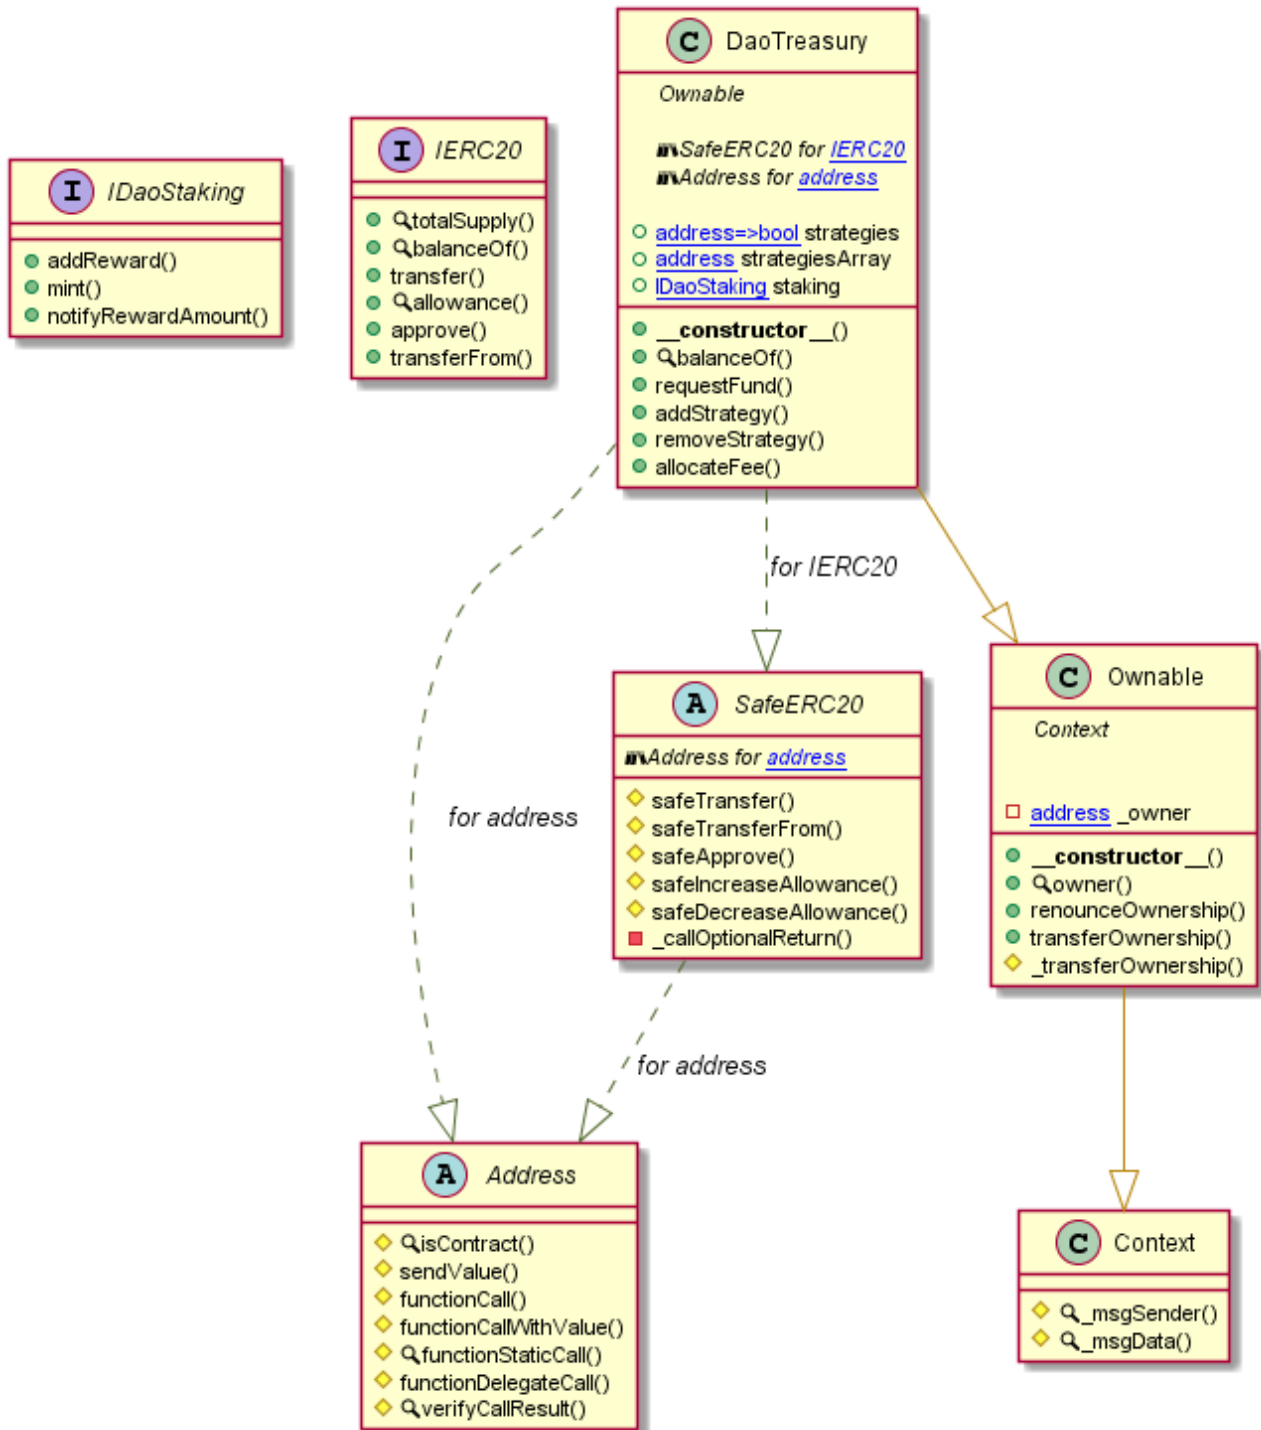 I IDaoStaking
addReward()
mint()
notifyRewardAmount()
I IERC20
totalSupply()
balanceOf()
transfer()
allowance()
approve()
transferFrom()
C DaoTreasury
Ownable
SafeERC20 for IERC20
Address for address
address=>bool strategies
address strategiesArray
IDaoStaking staking
__constructor__()
balanceOf()
requestFund()
addStrategy()
removeStrategy()
allocateFee()
for IERC20
A SafeERC20
Address for address
safeTransfer()
safeTransferFrom()
safeApprove()
safeIncreaseAllowance()
safeDecreaseAllowance()
_callOptionalReturn()
C Ownable
Context
address _owner
__constructor__()
owner()
renounceOwnership()
transferOwnership()
_transferOwnership()
for address
for address
A Address
isContract()
sendValue()
functionCall()
functionCallWithValue()
functionStaticCall()
functionDelegateCall()
verifyCallResult()
C Context
_msgSender()
_msgData()